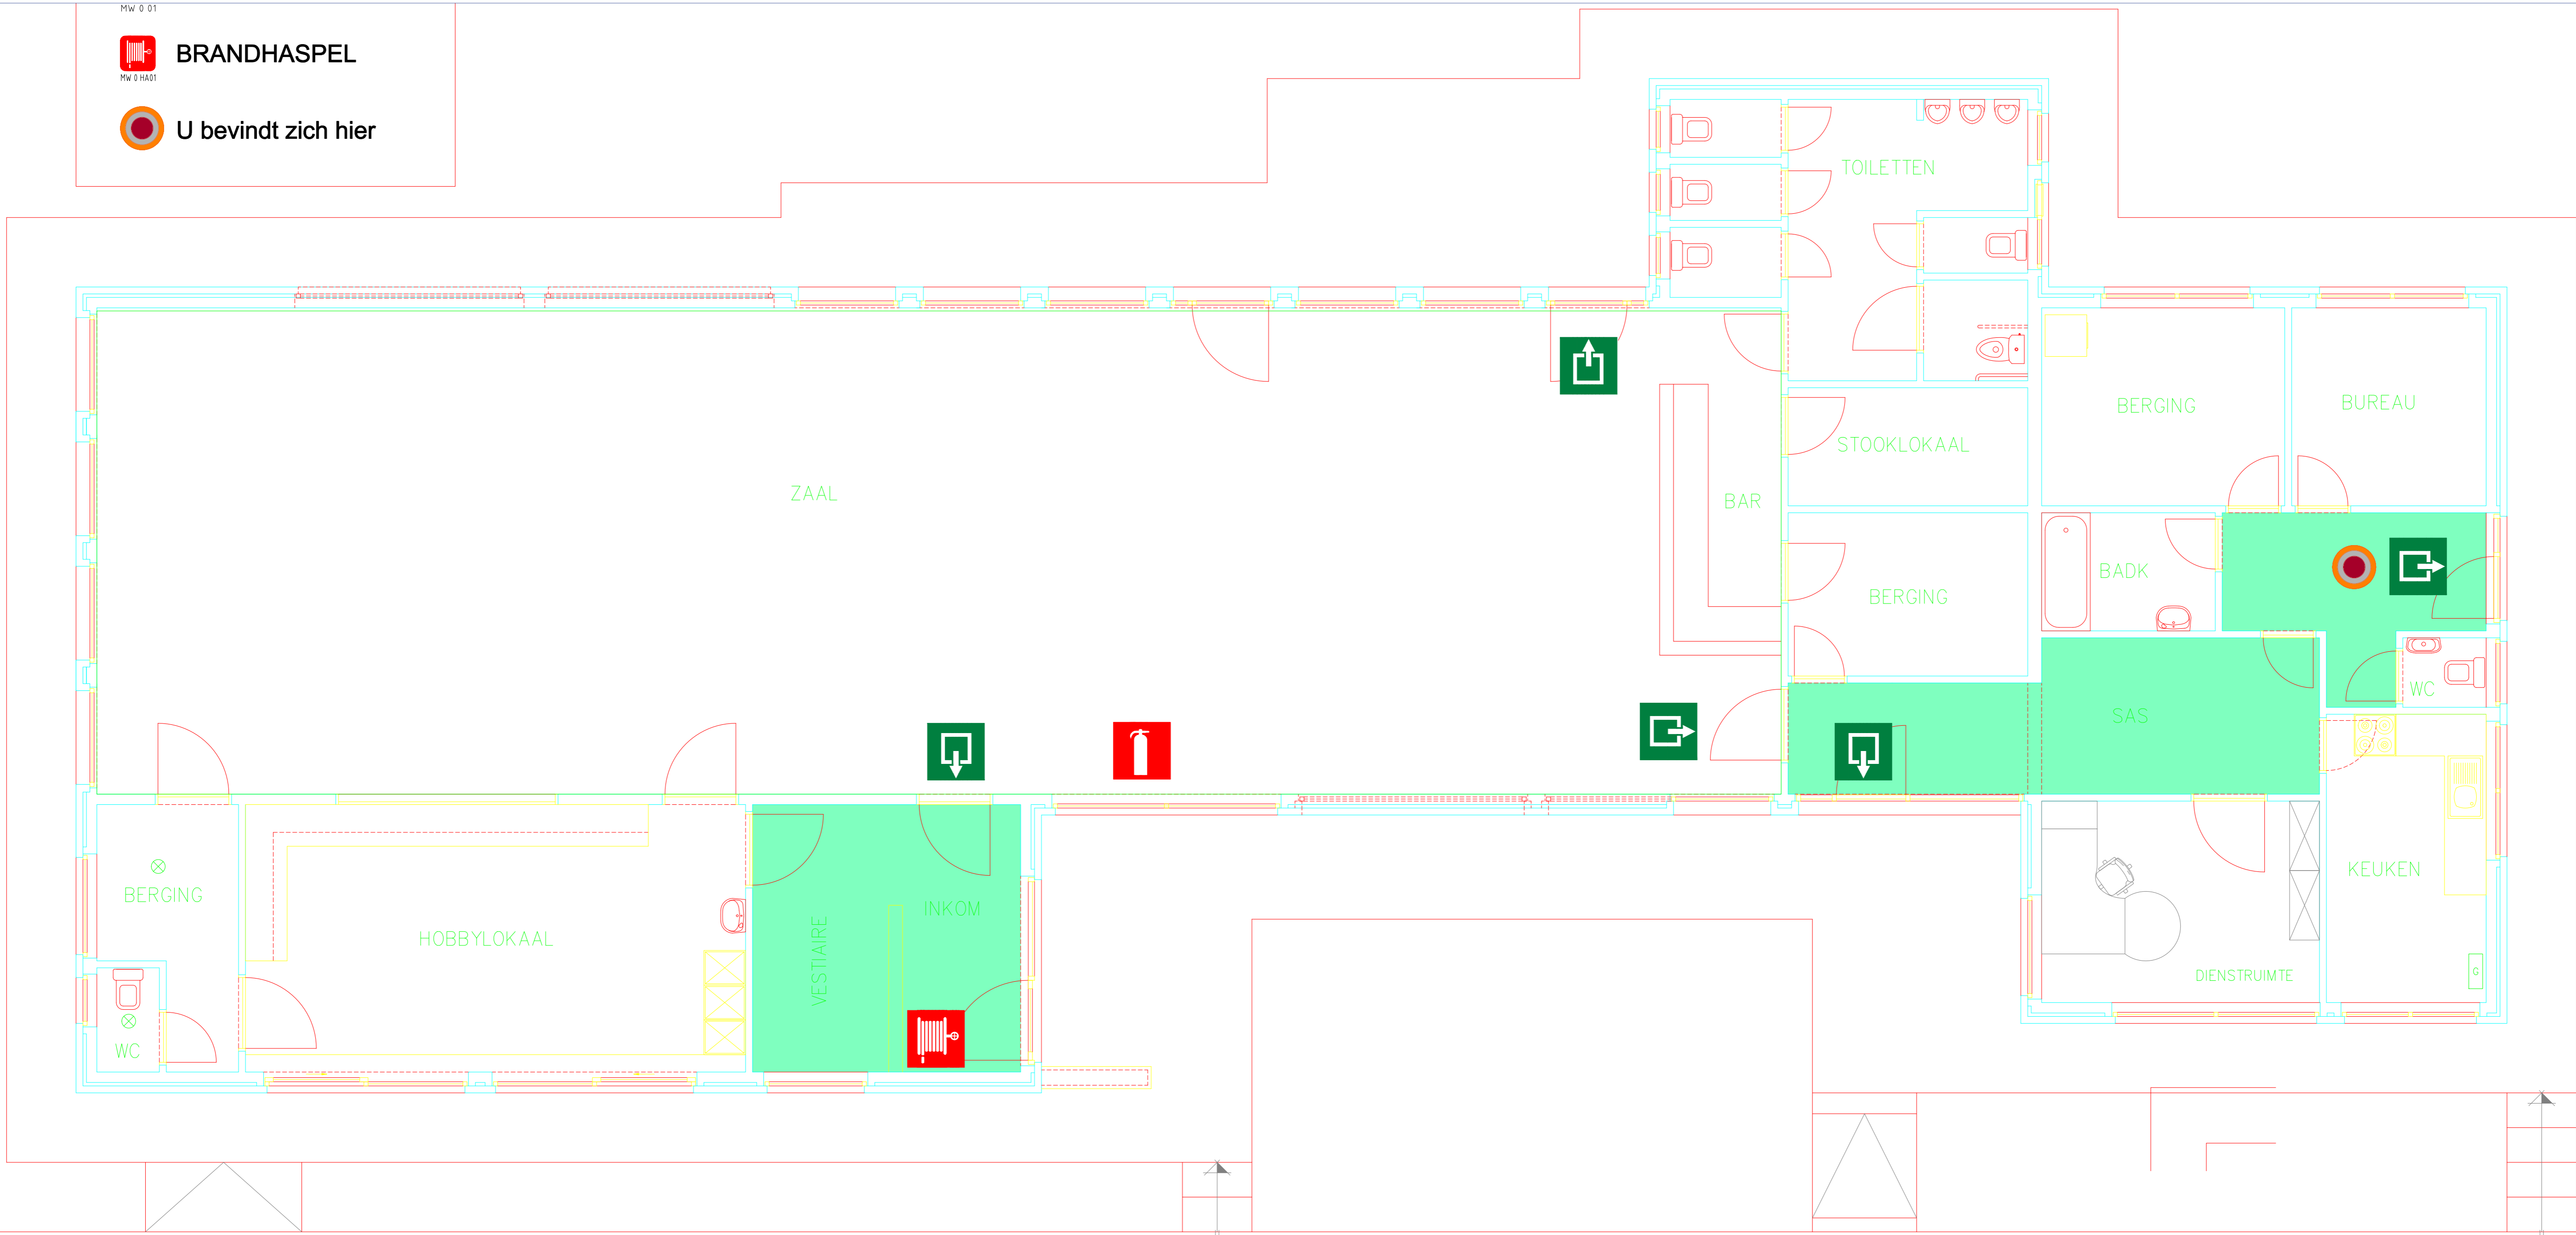 MW 0 01
BRANDHASPEL
MW 0 HA01
U bevindt zich hier
TOILETTEN
BERGING
BUREAU
STOOKLOKAAL
ZAAL
BAR
BADK
BERGING
WC
SAS
KEUKEN
BERGING
INKOM
HOBBYLOKAAL
VESTIAIRE
DIENSTRUIMTE
G
WC